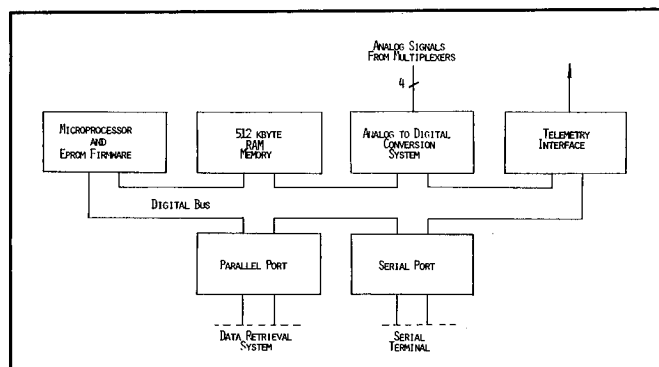 ANALOG SIGNALS
FROM MULTIPLEXERS
4
MICROPROCESSOR
AND
EPROM FIRMWARE
512 KBYTE
RAM
MEMORY
ANALOG TO DIGITAL
CONVERSION
SYSTEM
TELEMETRY
INTERFACE
DIGITAL BUS
PARALLEL PORT
SERIAL PORT
DATA RETRIEVAL
SYSTEM
SERIAL
TERMINAL